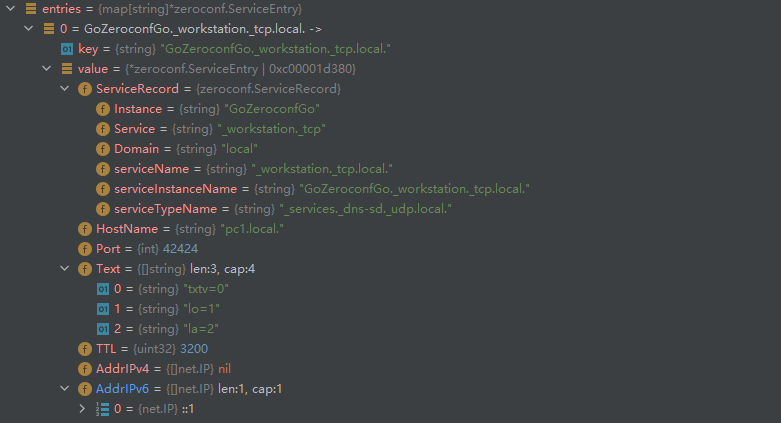 entries = {map[string]*zeroconf.ServiceEntry}
0 = GoZeroconfGo._workstation._tcp.local. ->
key = {string} "GoZeroconfGo._workstation._tcp.local."
value = {*zeroconf.ServiceEntry | 0xc00001d380}
ServiceRecord = {zeroconf.ServiceRecord}
Instance = {string} "GoZeroconfGo"
Service = {string} "_workstation._tcp"
Domain = {string} "local"
serviceName = {string} "_workstation._tcp.local."
serviceInstanceName = {string} "GoZeroconfGo._workstation._tcp.local."
serviceTypeName = {string} "_services._dns-sd._udp.local."
HostName = {string} "pc1.local."
Port = {int} 42424
Text = {[]string} len:3, cap:4
0 = {string} "txtv=0"
1 = {string} "lo=1"
2 = {string} "la=2"
TTL = {uint32} 3200
AddrIPv4 = {[]net.IP} nil
AddrIPv6 = {[]net.IP} len:1, cap:1
0 = {net.IP} ::1